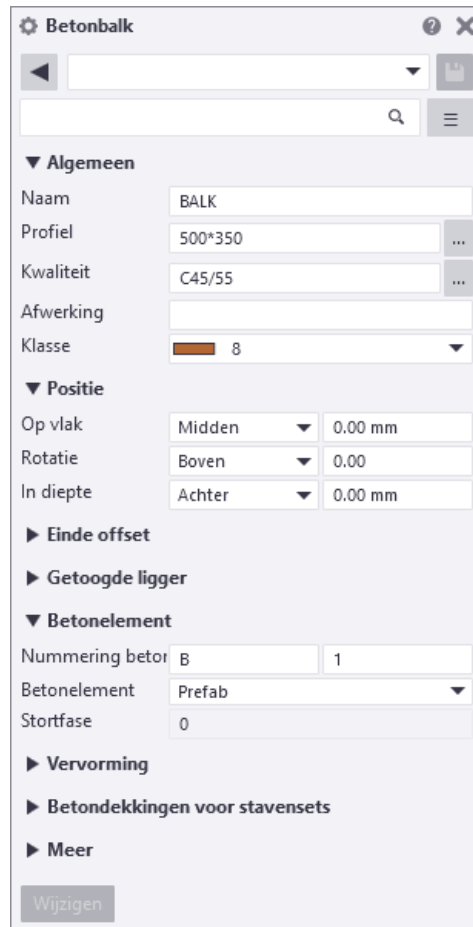 Betonbalk
Algemeen
Naam BALK
Profiel 500*350 ...
Kwaliteit C45/55 ...
Afwerking
Klasse 8
Positie
Op vlak Midden 0.00 mm
Rotatie Boven 0.00
In diepte Achter 0.00 mm
Einde offset
Getoogde ligger
Betonelement
Nummering beton B 1
Betonelement Prefab
Stortfase 0
Vervorming
Betondekkingen voor stavensets
Meer
Wijzigen